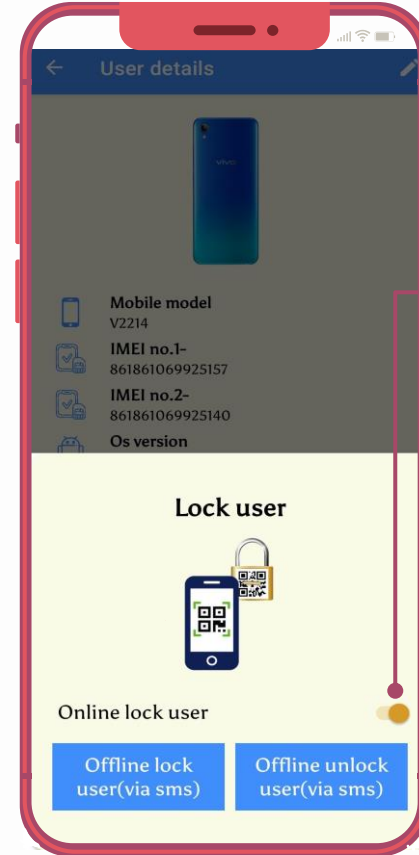 User details
vivo
Mobile model
V2214
IMEI no.1-
861861069925157
IMEI no.2-
861861069925140
Os version
Lock user
Online lock user
Offline lock
user(via sms)
Offline unlock
user(via sms)